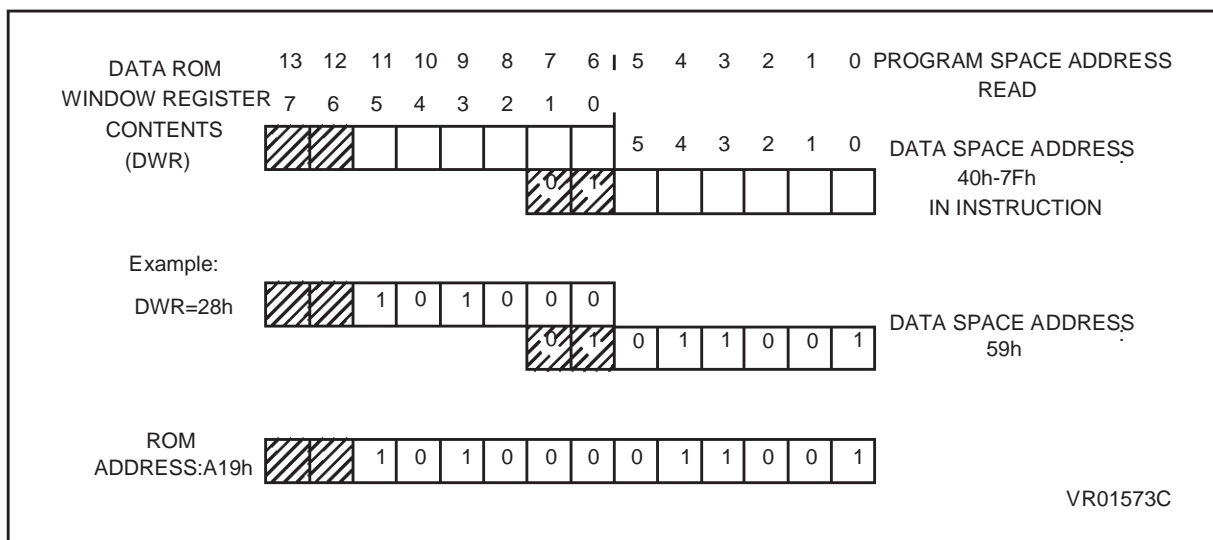 DATA ROM 13 12 11 10 9 8 7 6 5 4 3 2 1 0 PROGRAM SPACE ADDRESS
READ
WINDOW REGISTER 7 6 5 4 3 2 1 0
CONTENTS
(DWR)
5 4 3 2 1 0 DATA SPACE ADDRESS
:
0 1
40h-7Fh
IN INSTRUCTION
Example:
DWR=28h 1 0 1 0 0 0
0 1 0 1 1 0 0 1 DATA SPACE ADDRESS
:
59h
ROM
ADDRESS:A19h 1 0 1 0 0 0 0 1 1 0 0 1
VR01573C